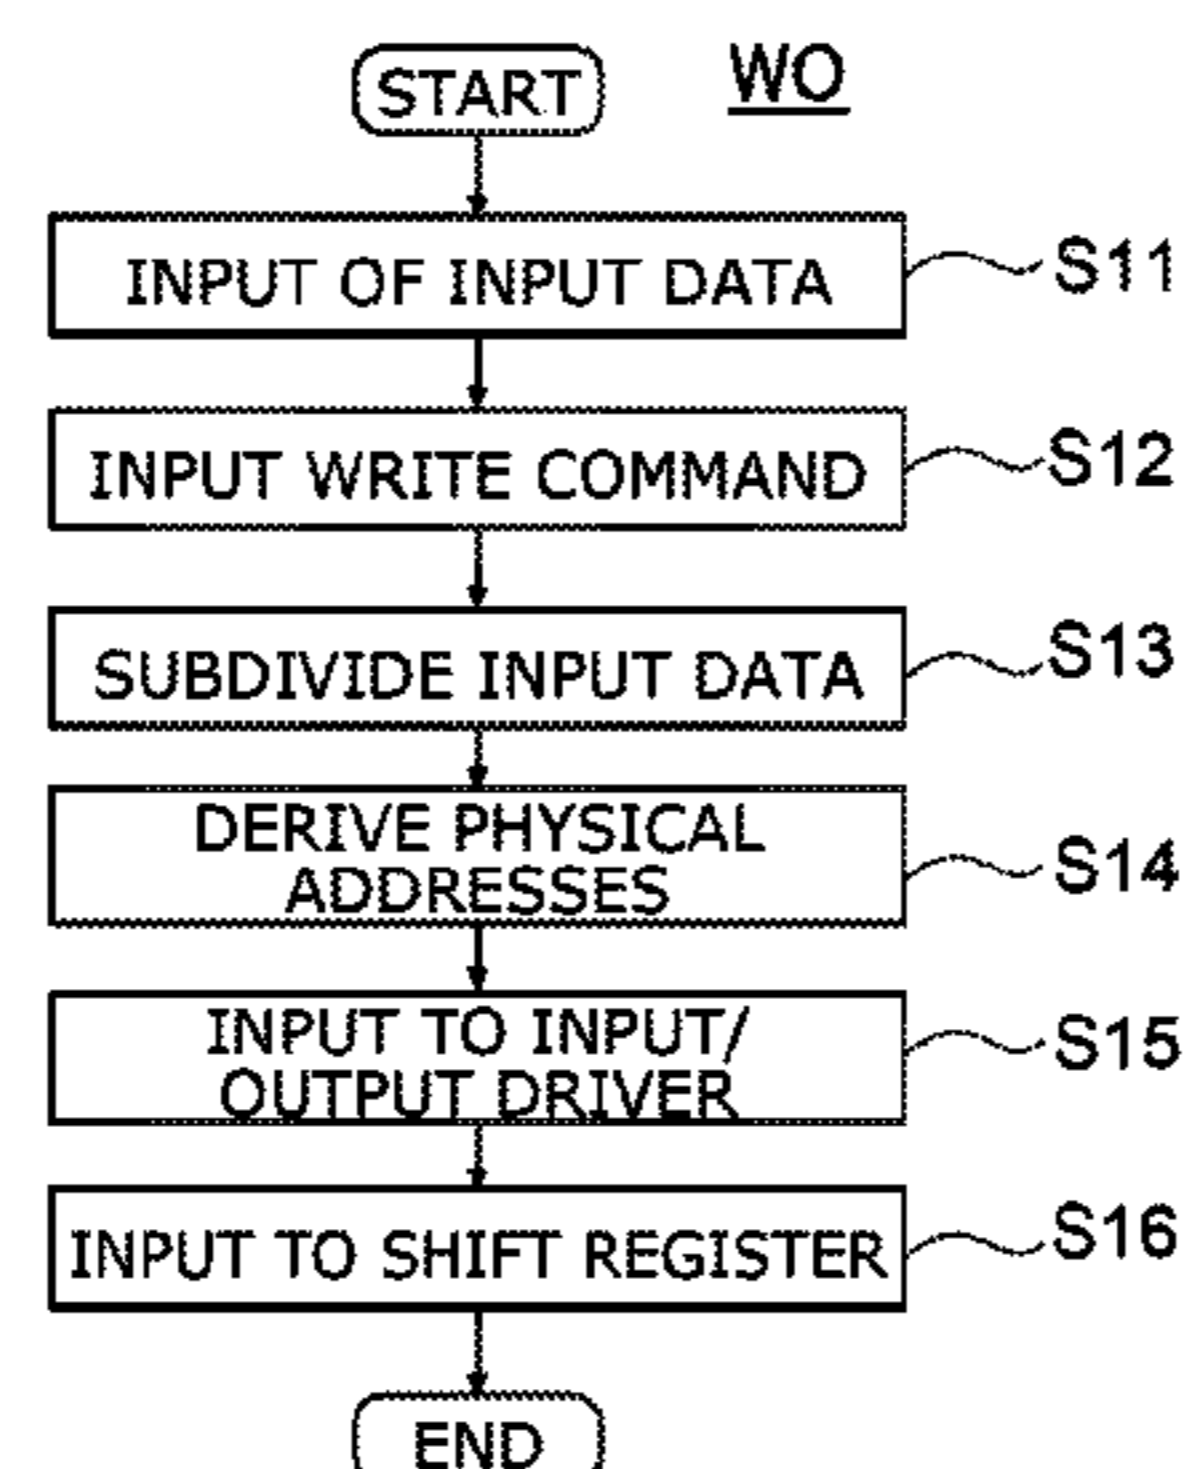 START
WO
INPUT OF INPUT DATA
S11
INPUT WRITE COMMAND
S12
SUBDIVIDE INPUT DATA
S13
DERIVE PHYSICAL
ADDRESSES
S14
INPUT TO INPUT/
OUTPUT DRIVER
S15
INPUT TO SHIFT REGISTER
S16
END